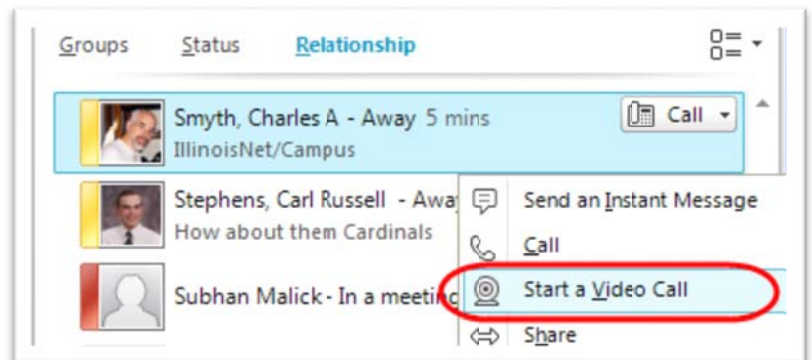 Groups Status Relationship
Smyth, Charles A - Away 5 mins Call
IllinoisNet/Campus
Stephens, Carl Russell - Away
How about them Cardinals
Subhan Malick - In a meeting
Send an Instant Message
Call
Start a Video Call
Share